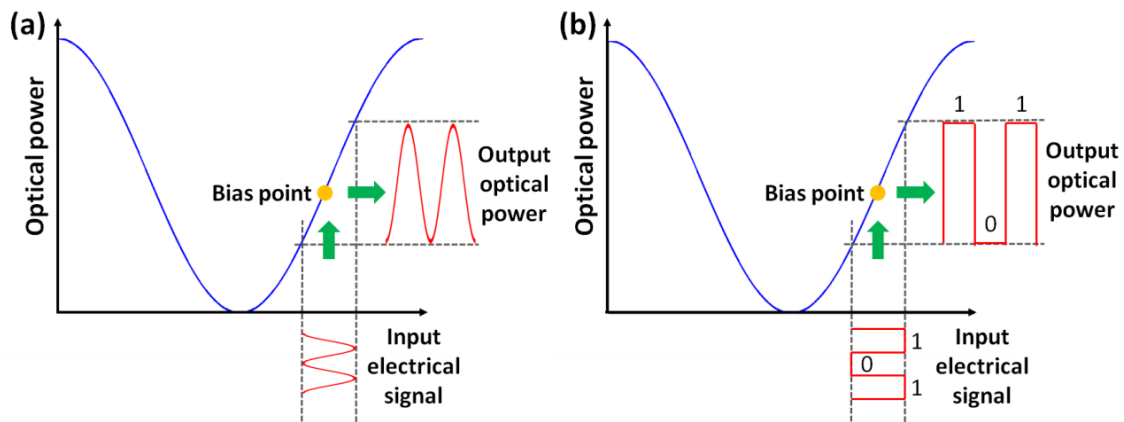 (a)
Optical power
Bias point
Output
optical
power
Input
electrical
signal
(b)
Optical power
Bias point
1 1
0
Output
optical
power
1
0
1
Input
electrical
signal